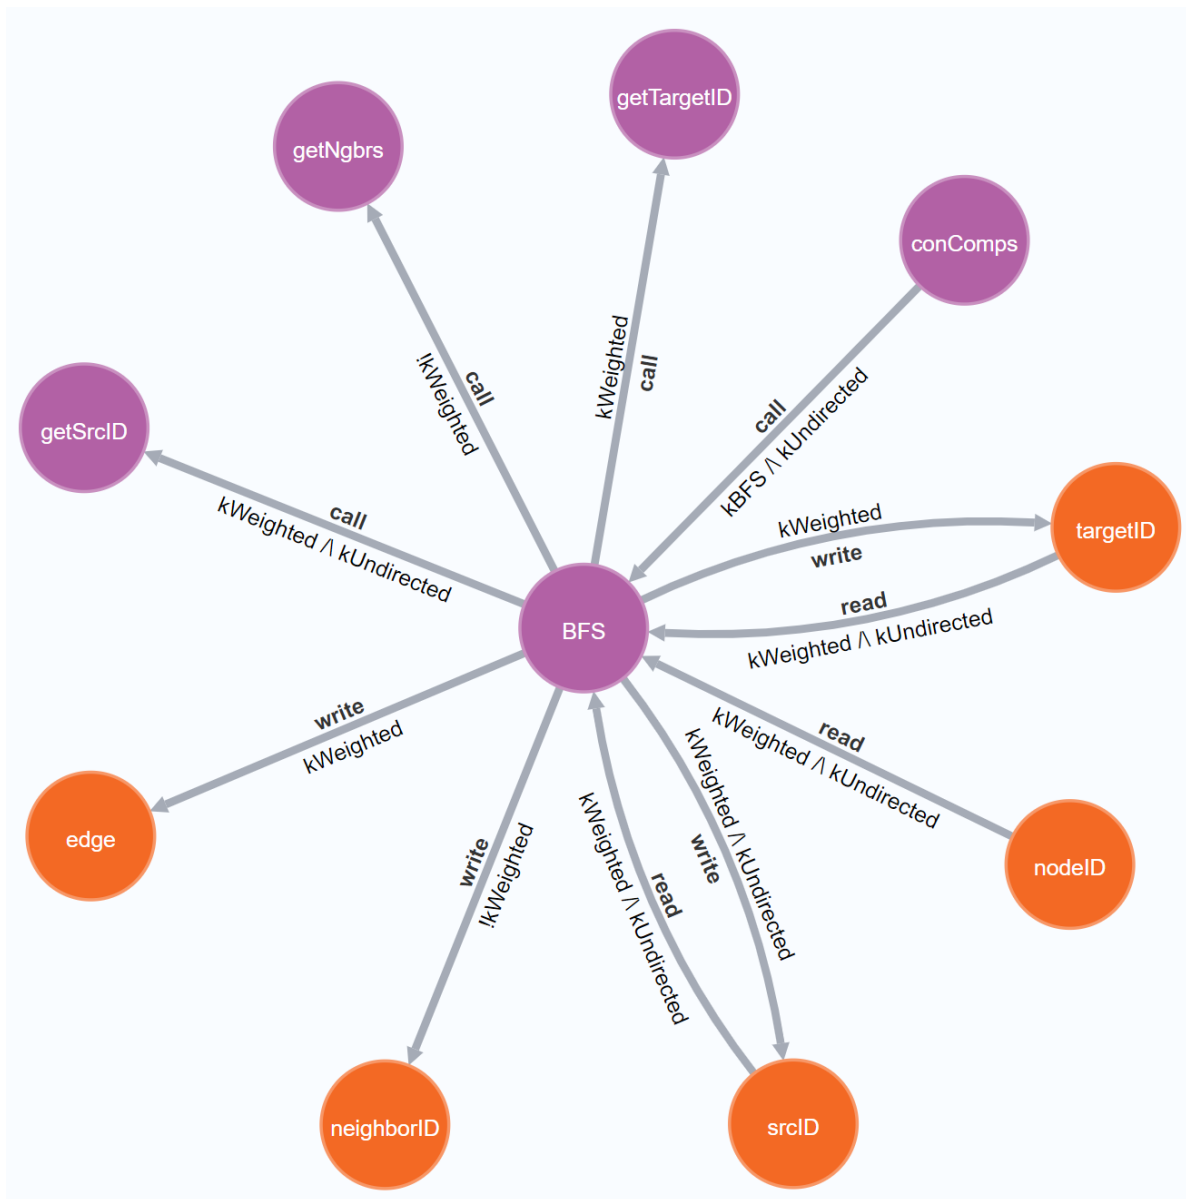 getTargetID
getNgbrs
conComps
kWeighted
call
call
!kWeighted
call
kBFS /\ kUndirected
getSrcID
call
kWeighted /\ kUndirected
kWeighted
write
targetID
read
kWeighted /\ kUndirected
BFS
write
kWeighted
read
kWeighted /\ kUndirected
kWeighted /\ kUndirected
write
edge
write
!kWeighted
read
kWeighted /\ kUndirected
nodeID
neighborID
srcID